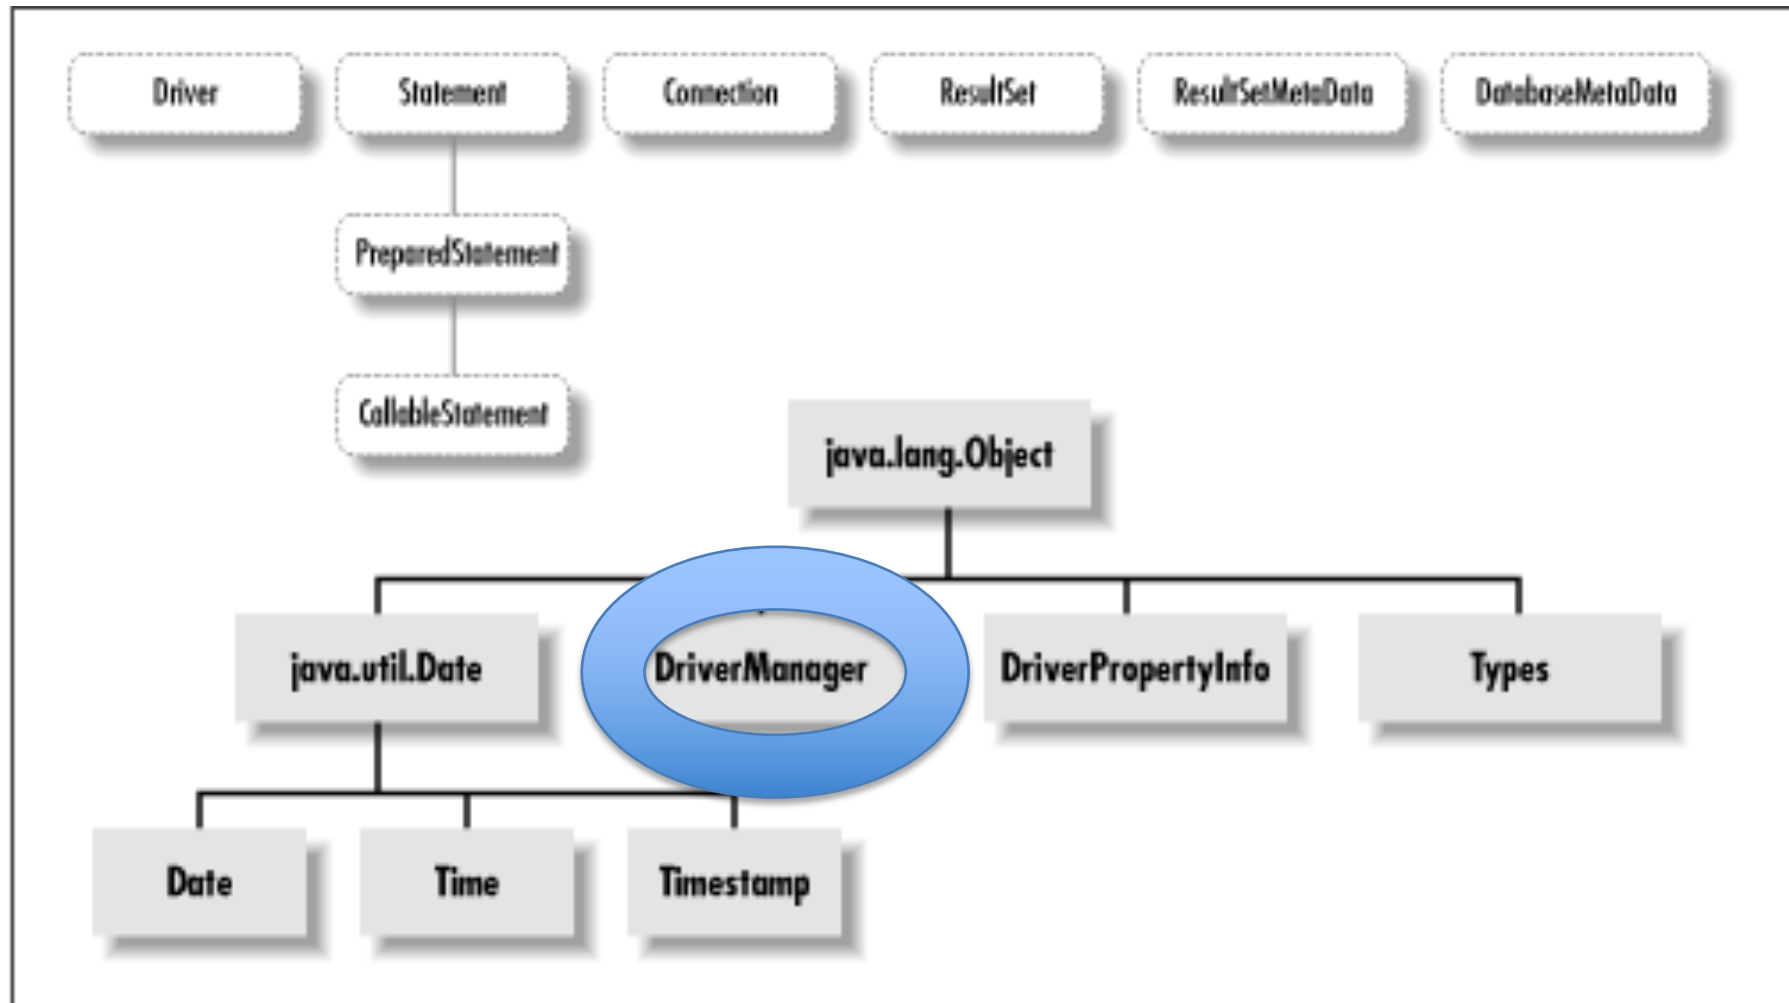 Driver
Statement
Connection
ResultSet
ResultSetMetaData
DatabaseMetaData
PreparedStatement
CallableStatement
java.lang.Object
java.util.Date
DriverManager
DriverPropertyInfo
Types
Date
Time
Timestamp